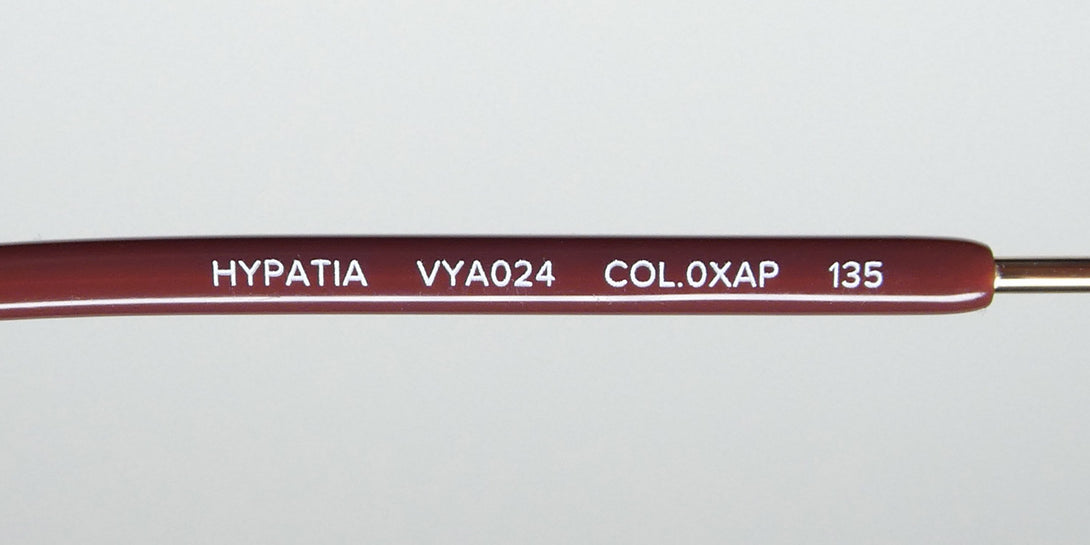 HYPATIA VYA024 COL.0XAP 135